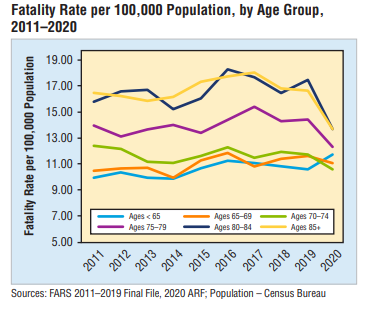 Fatality Rate per 100,000 Population, by Age Group,
2011–2020
Fatality Rate per 100,000 Population
19.00
17.00
15.00
13.00
11.00
9.00
7.00
5.00
Ages < 65
Ages 65–69
Ages 70–74
Ages 75–79
Ages 80–84
Ages 85+
2011
2012
2013
2014
2015
2016
2017
2018
2019
2020
Sources: FARS 2011–2019 Final File, 2020 ARF; Population – Census Bureau